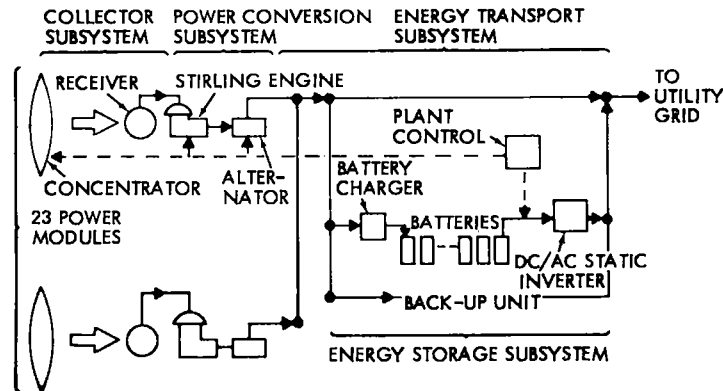 COLLECTOR
SUBSYSTEM
POWER CONVERSION
SUBSYSTEM
ENERGY TRANSPORT
SUBSYSTEM
RECEIVER
STIRLING ENGINE
TO
UTILITY
GRID
PLANT
CONTROL
CONCENTRATOR
ALTER-
NATOR
BATTERY
CHARGER
23 POWER
MODULES
BATTERIES
DC/AC STATIC
INVERTER
BACK-UP UNIT
ENERGY STORAGE SUBSYSTEM